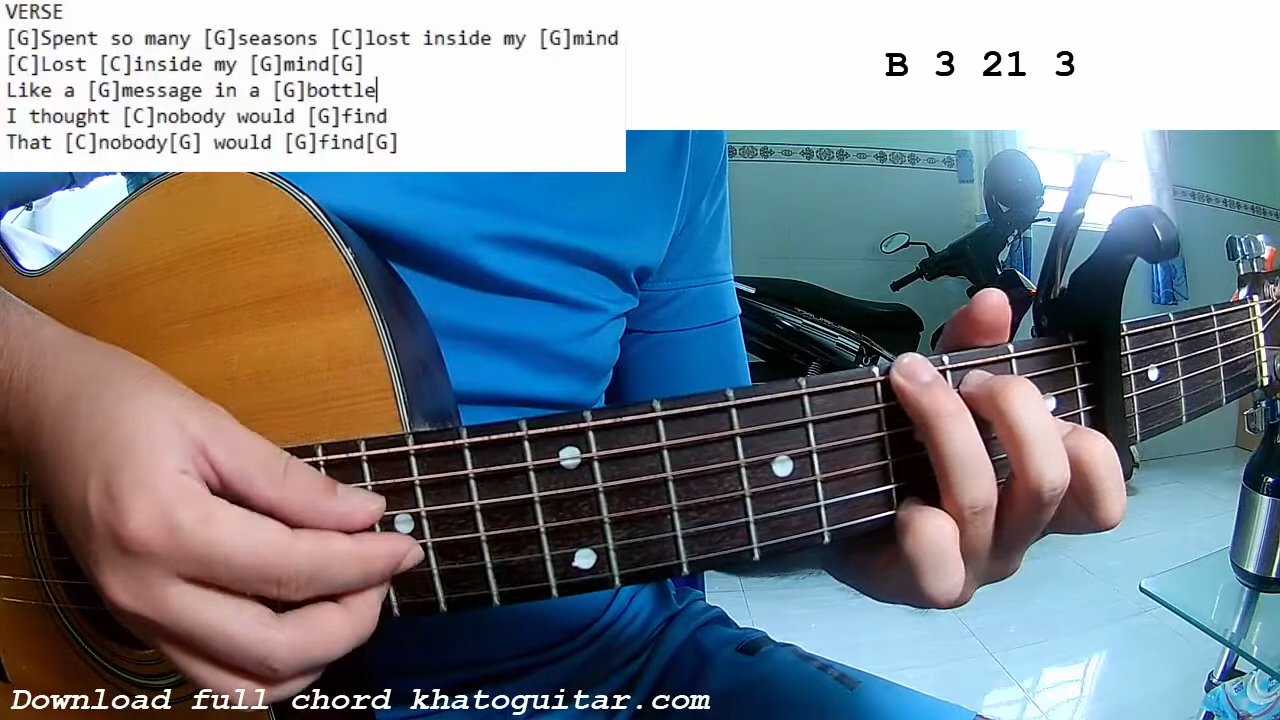 VERSE
[G]Spent so many [G]seasons [C]lost inside my [G]mind
[C]Lost [C]inside my [G]mind[G]
Like a [G]message in a [G]bottle
I thought [C]nobody would [G]find
That [C]nobody[G] would [G]find[G]
B 3 21 3
Download full chord khatoguitar.com